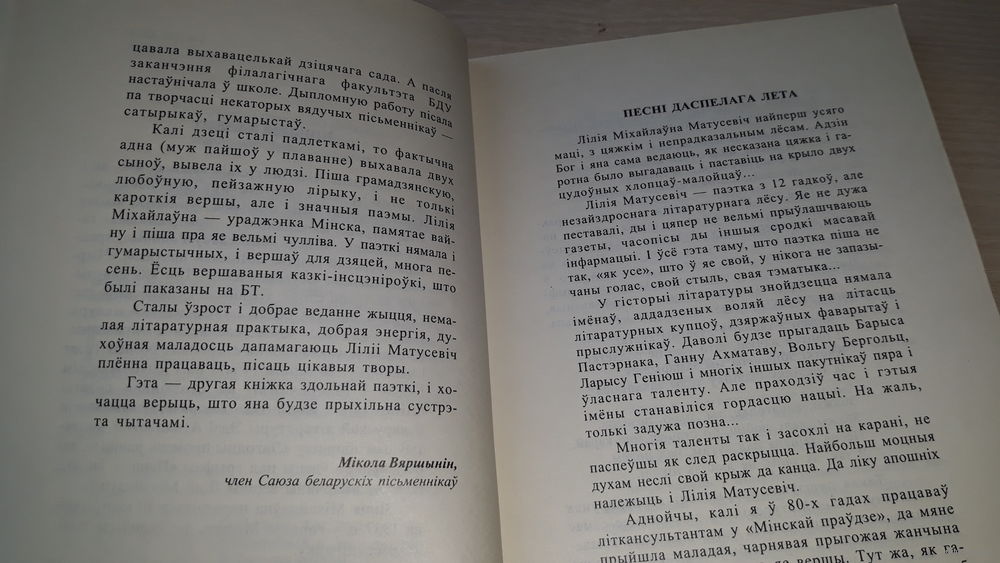 цавала выхавацелькай дзіцячага сада. А пасля
заканчэння філалагічнага факультэта БДУ
настаўнічала ў школе. Дыпломную работу пісала
па творчасці некаторых вядучых пісьменнікаў —
сатырыкаў, гумарыстаў.
Калі дзеці сталі падлеткамі, то фактычна
адна (муж пайшоў у плаванне) выхавала двух
сыноў, вывела іх у людзі. Піша грамадзянскую,
любоўную, пейзажную лірыку, і не толькі
кароткія вершы, але і значныя паэмы. Лілія
Міхайлаўна — ураджэнка Мінска, памятае вай-
ну і піша пра яе вельмі чулліва. У паэткі нямала і
гумарыстычных, і вершаў для дзяцей, многа пе-
сень. Ёсць вершаваныя казкі-інсцэніроўкі, што
былі паказаны на БТ.
Сталы ўзрост і добрае веданне жыцця, нема-
лая літаратурная практыка, добрая энергія, ду-
хоўная маладосць дапамагаюць Ліліі Матусевіч
плённа працаваць, пісаць цікавыя творы.
Гэта — другая кніжка здольнай паэткі, і хо-
чацца верыць, што яна будзе прыхільна сустрэ-
та чытачамі.
Мікола Вяршынін,
член Саюза беларускіх пісьменнікаў
ПЕСНІ ДАСПЕЛАГА ЛЕТА
Лілія Міхайлаўна Матусевіч найперш усяго
маці, з цяжкім і непрадказальным лёсам. Адзін
Бог і яна сама ведаюць, як несказана цяжка і га-
ротна было выгадаваць і паставіць на крыло двух
цудоўных хлопцаў-малойцаў...
Лілія Матусевіч — паэтка з 12 гадкоў, але
незайздроснага літаратурнага лёсу. Яе не дужа
пеставалі, ды і цяпер не вельмі прыўлашчваюць
газеты, часопісы ды іншыя сродкі масавай
інфармацыі. І ўсё гэта таму, што паэтка піша не
так, «як усе», што ў яе свой, у нікога не запазы-
чаны голас, свой стыль, свая тэматыка...
У гісторыі літаратуры знойдзецца нямала
імёнаў, аддадзеных воляй лёсу на літасць
літаратурных купцоў, дзяржаўных фаварытаў і
прыслужнікаў. Даволі будзе прыгадаць Барыса
Пастэрнака, Ганну Ахматаву, Вольгу Бергольц,
Ларысу Геніюш і многіх іншых пакутнікаў пяра і
ўласнага таленту. Але праходзіў час і гэтыя
імёны станавіліся гордасцю нацыі. На жаль,
толькі задужа позна...
Многія таленты так і засохлі на карані, не
паспеўшы як след раскрыцца. Найбольш моцныя
духам неслі свой крыж да канца. Да ліку апошніх
належыць і Лілія Матусевіч.
Аднойчы, калі я ў 80-х гадах працаваў
літкансультантам у «Мінскай праўдзе», да мяне
прыйшла маладая, чарнявая прыгожая жанчына
вершы. Тут жа, як га-